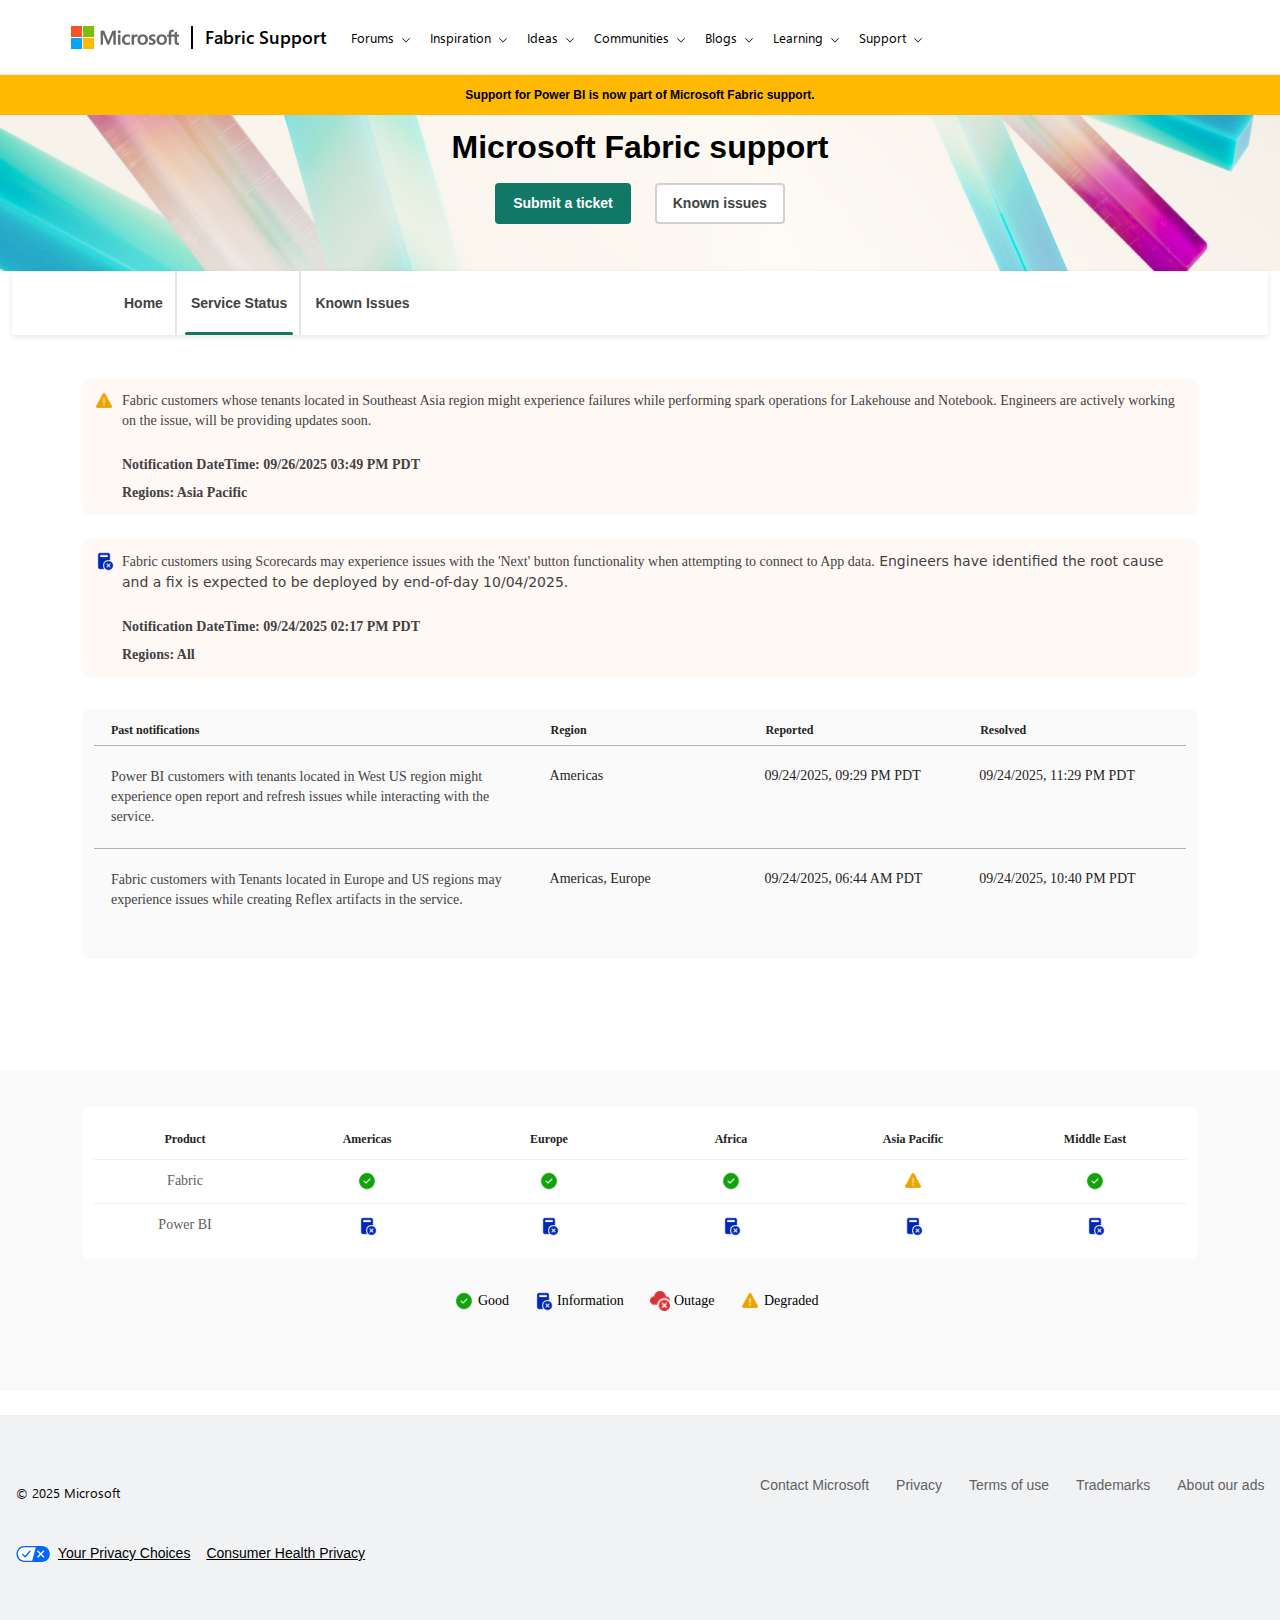 Microsoft | Fabric Support Forums Inspiration Ideas Communities Blogs Learning Support
Support for Power BI is now part of Microsoft Fabric support.
Microsoft Fabric support
Submit a ticket Known issues
Home Service Status Known Issues
Fabric customers whose tenants located in Southeast Asia region might experience failures while performing spark operations for Lakehouse and Notebook. Engineers are actively working
on the issue, will be providing updates soon.
Notification DateTime: 09/26/2025 03:49 PM PDT
Regions: Asia Pacific
Fabric customers using Scorecards may experience issues with the 'Next' button functionality when attempting to connect to App data. Engineers have identified the root cause
and a fix is expected to be deployed by end-of-day 10/04/2025.
Notification DateTime: 09/24/2025 02:17 PM PDT
Regions: All
Past notifications Region Reported Resolved
Power BI customers with tenants located in West US region might Americas 09/24/2025, 09:29 PM PDT 09/24/2025, 11:29 PM PDT
experience open report and refresh issues while interacting with the
service.
Fabric customers with Tenants located in Europe and US regions may Americas, Europe 09/24/2025, 06:44 AM PDT 09/24/2025, 10:40 PM PDT
experience issues while creating Reflex artifacts in the service.
Product Americas Europe Africa Asia Pacific Middle East
Fabric
Power BI
Good Information Outage Degraded
Contact Microsoft Privacy Terms of use Trademarks About our ads
© 2025 Microsoft
Your Privacy Choices Consumer Health Privacy